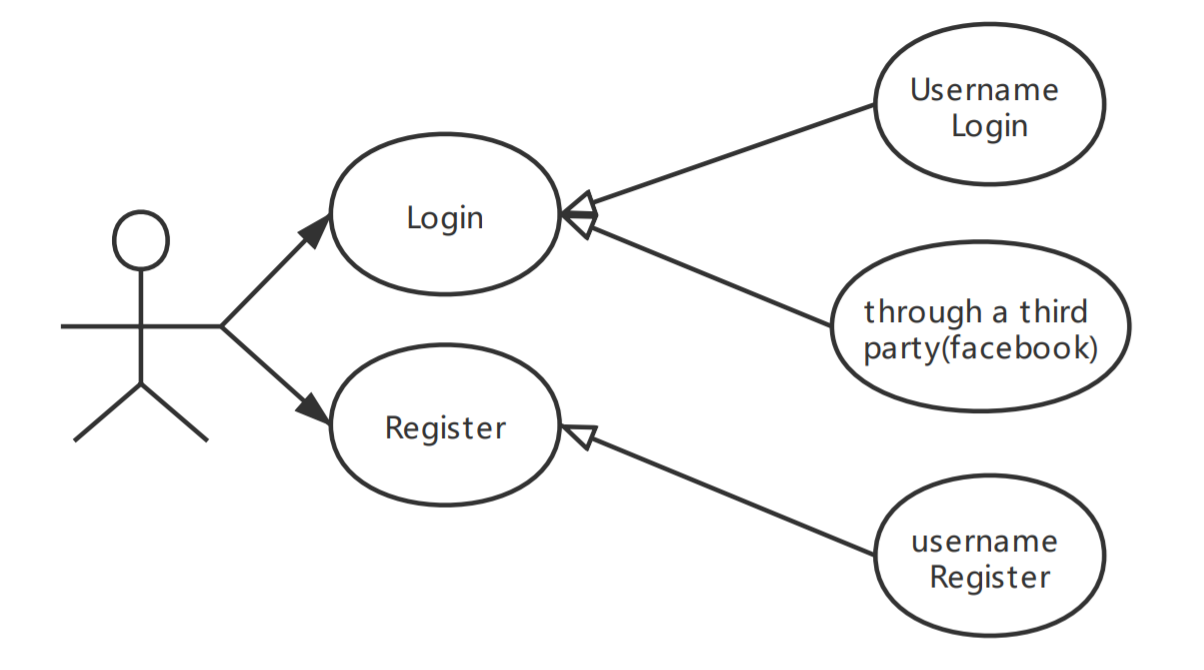 Username
Login
Login
through a third
party(facebook)
Register
username
Register